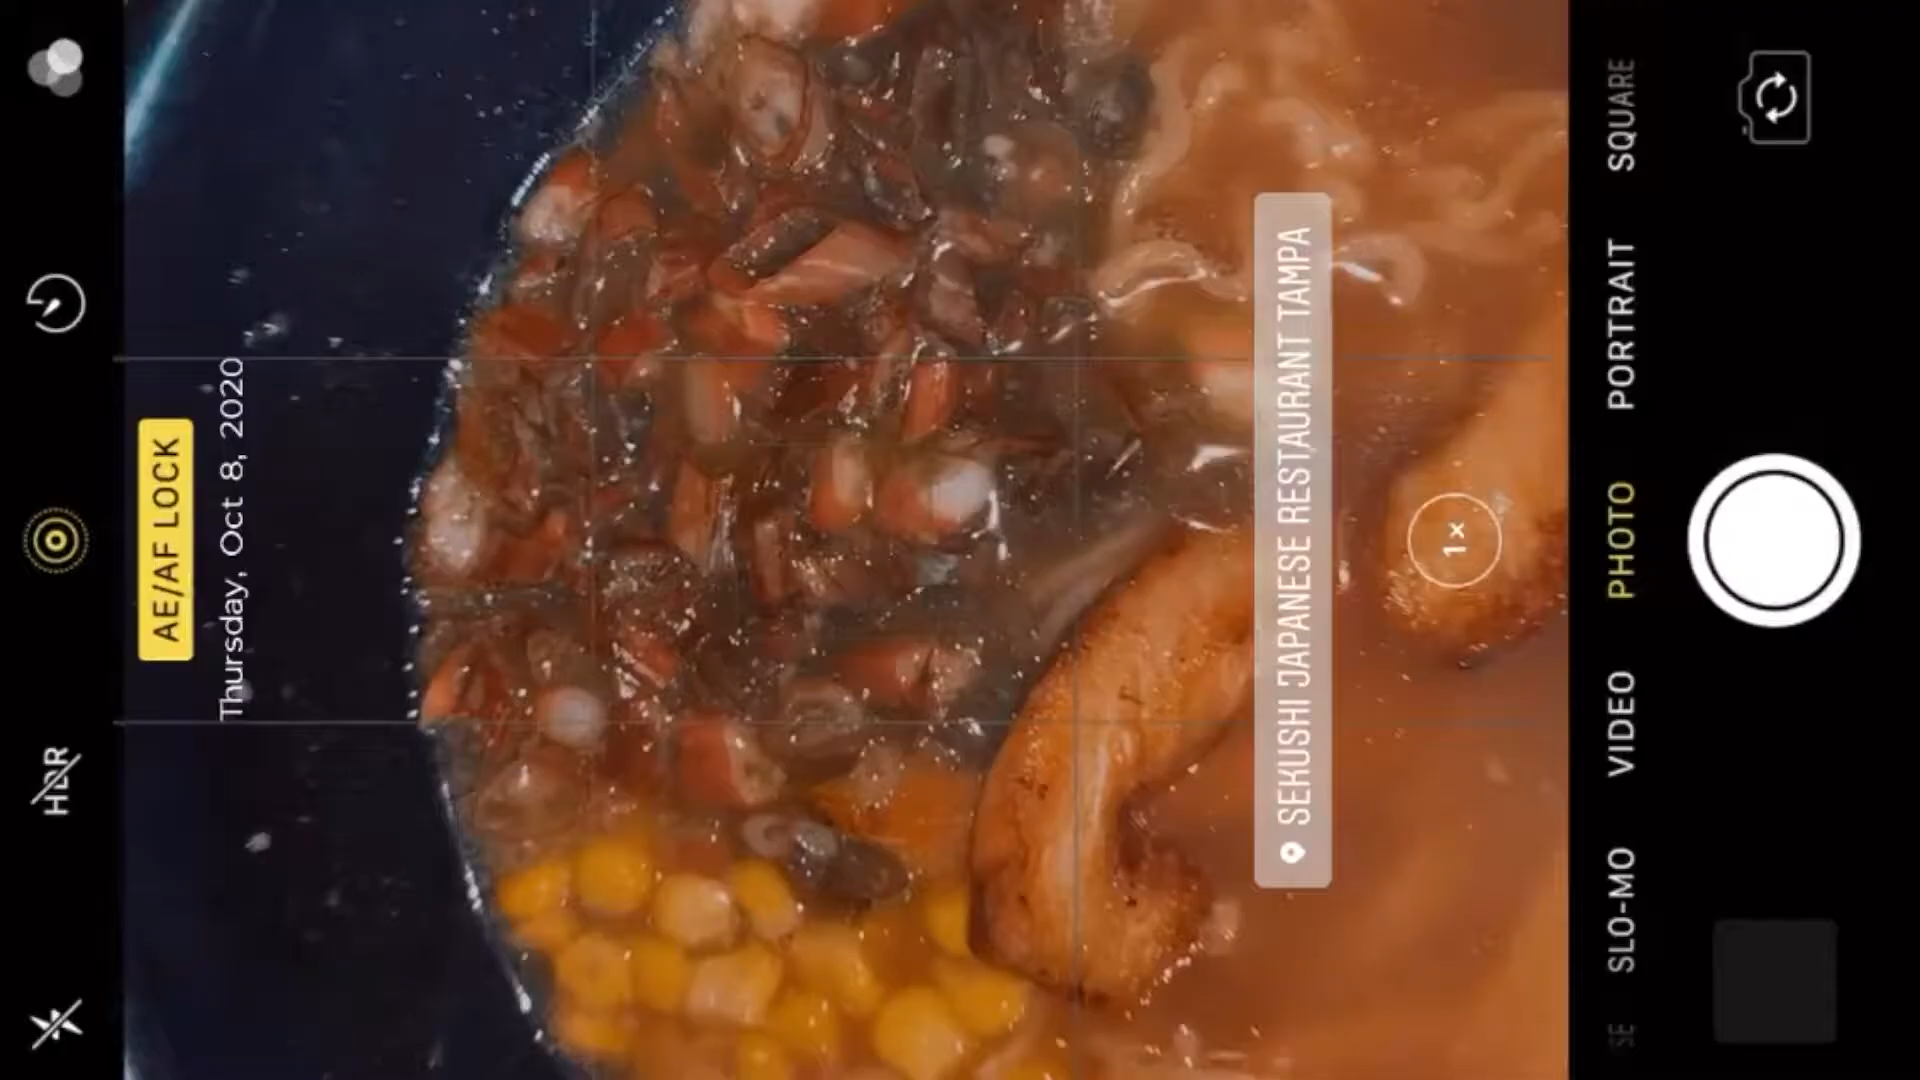 HDR
AE/AF LOCK
Thursday, Oct 8, 2020
SEKUSHI JAPANESE RESTAURANT TAMPA
1×
SE SLO-MO VIDEO PHOTO PORTRAIT SQUARE